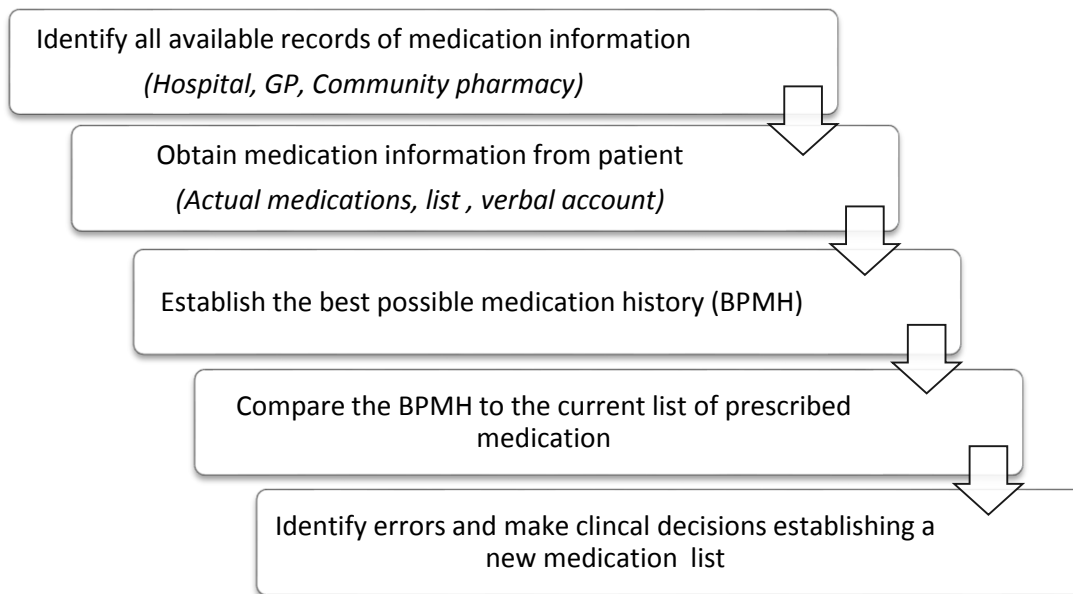 Identify all available records of medication information
(Hospital, GP, Community pharmacy)
Obtain medication information from patient
(Actual medications, list , verbal account)
Establish the best possible medication history (BPMH)
Compare the BPMH to the current list of prescribed
medication
Identify errors and make clincal decisions establishing a
new medication list